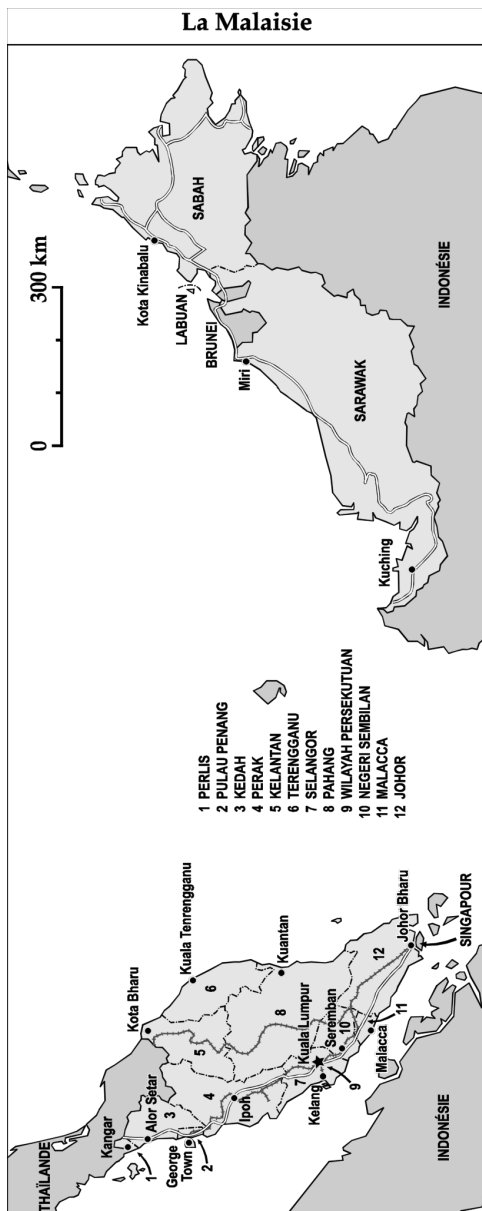 La Malaisie
THAÏLANDE
Kangar
Alor Setar
1
George
Town
2
3
Kota Bharu
Kuala Tenrengganu
5
6
4
Ipoh
8
Kuantan
7
Kuala Lumpur
Kelang
Seremban
9
10
Malacca
11
12
Johor Bharu
SINGAPOUR
INDONÉSIE
1 PERLIS
2 PULAU PENANG
3 KEDAH
4 PERAK
5 KELANTAN
6 TERENGGANU
7 SELANGOR
8 PAHANG
9 WILAYAH PERSEKUTUAN
10 NEGERI SEMBILAN
11 MALACCA
12 JOHOR
0 300 km
Kota Kinabalu
LABUAN
BRUNEI
Miri
SABAH
SARAWAK
Kuching
INDONÉSIE